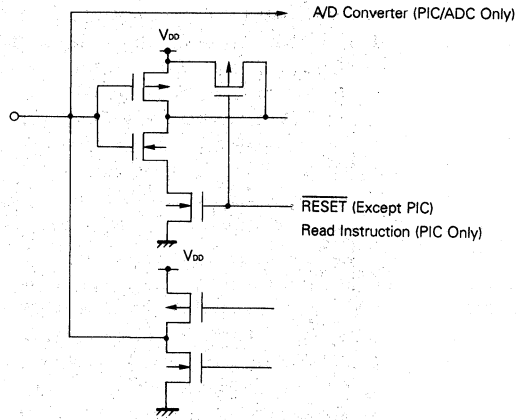 A/D Converter (PIC/ADC Only)
VDD
RESET (Except PIC)
Read Instruction (PIC Only)
VDD